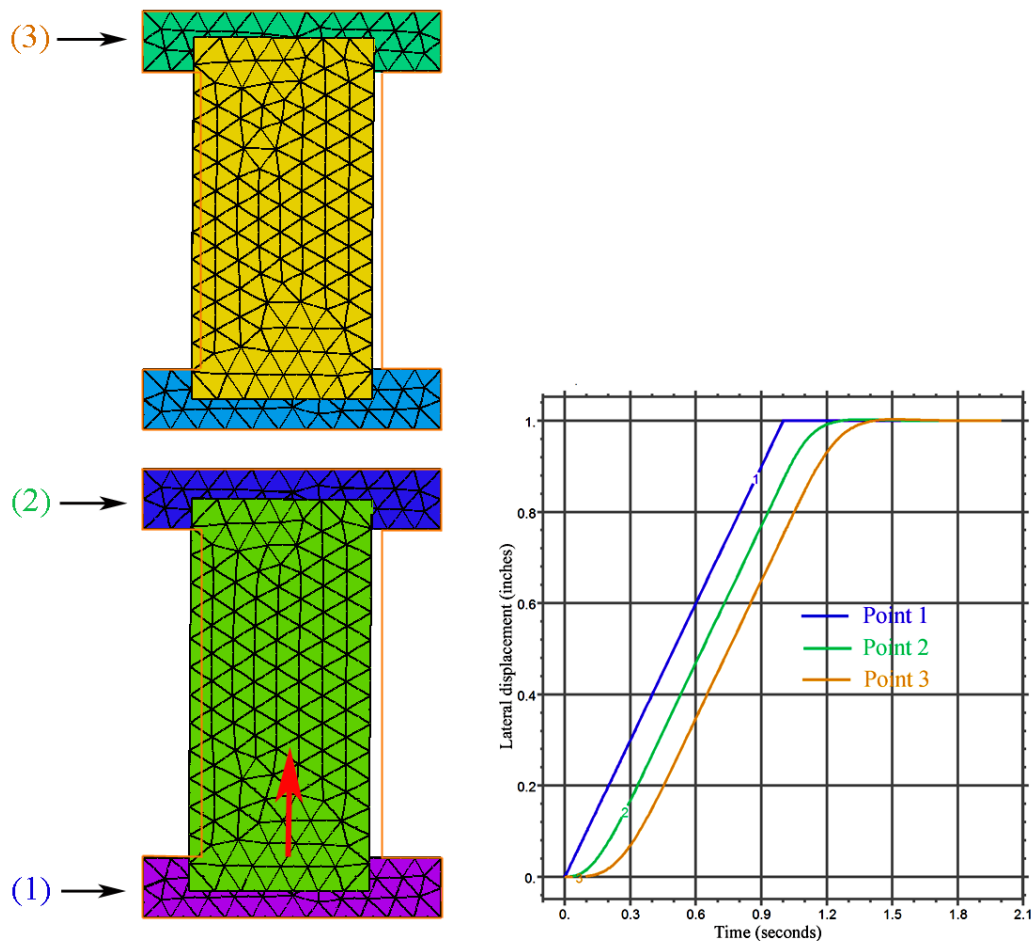 (3)
(2)
(1)
1.
0.8
0.6
0.4
0.2
0.
Lateral displacement (inches)
1
2
3
Point 1
Point 2
Point 3
0. 0.3 0.6 0.9 1.2 1.5 1.8 2.1
Time (seconds)